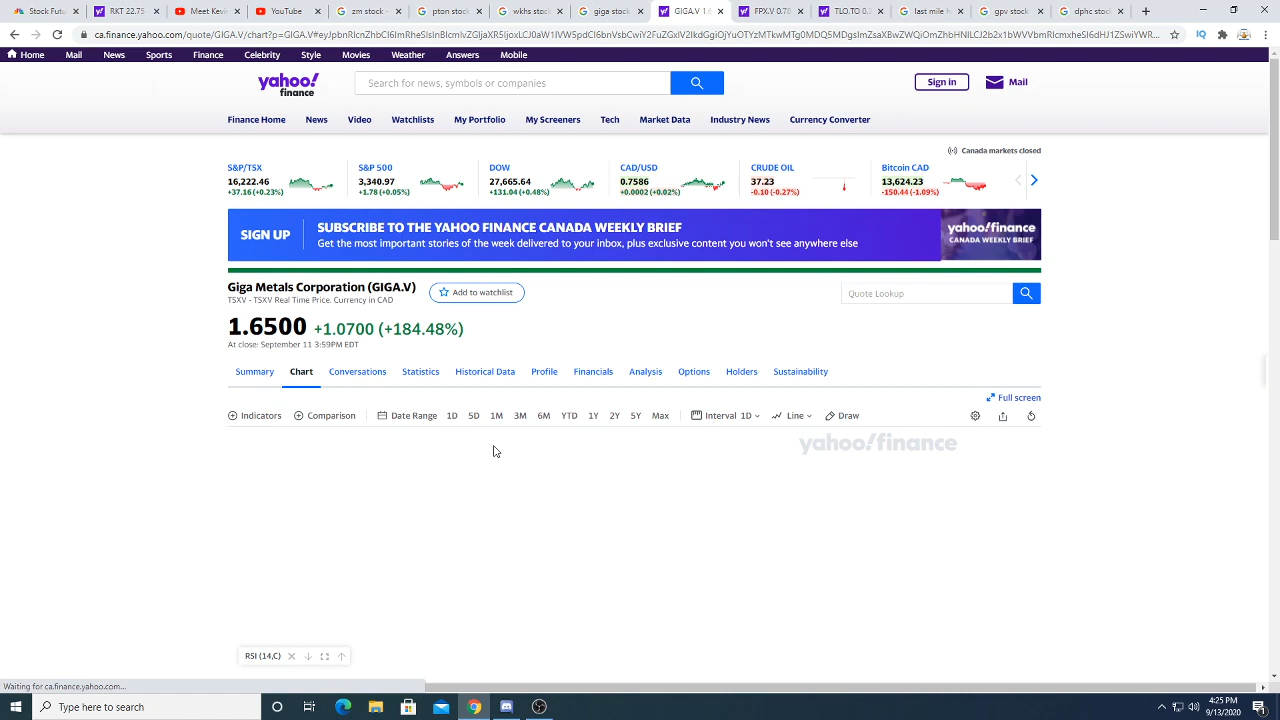 Stock Futu
RKT 22.75
Meet Kevi
YouTube
zm stock
pton stock
wkhs stock
giga stock
GIGA.V 1.6
FPX.V 0.78
TLO.TO 0.
last mile h
gpv stock
dphc stock
Home Mail News Sports Finance Celebrity Style Movies Weather Answers Mobile
yahoo!
finance
Search for news, symbols or companies
Sign in
Mail
Finance Home News Video Watchlists My Portfolio My Screeners Tech Market Data Industry News Currency Converter
Canada markets closed
S&P/TSX
16,222.46
+37.16 (+0.23%)
S&P 500
3,340.97
+1.78 (+0.05%)
DOW
27,665.64
+131.04 (+0.48%)
CAD/USD
0.7586
+0.0002 (+0.02%)
CRUDE OIL
37.23
-0.10 (-0.27%)
Bitcoin CAD
13,624.23
-150.44 (-1.09%)
SIGN UP
SUBSCRIBE TO THE YAHOO FINANCE CANADA WEEKLY BRIEF
Get the most important stories of the week delivered to your inbox, plus exclusive content you won't see anywhere else
yahoo!finance
CANADA WEEKLY BRIEF
Giga Metals Corporation (GIGA.V)
Add to watchlist
Quote Lookup
TSXV - TSXV Real Time Price. Currency in CAD
1.6500 +1.0700 (+184.48%)
At close: September 11 3:59PM EDT
Summary Chart Conversations Statistics Historical Data Profile Financials Analysis Options Holders Sustainability
Full screen
Indicators Comparison Date Range 1D 5D 1M 3M 6M YTD 1Y 2Y 5Y Max Interval 1D Line Draw
yahoo!finance
RSI (14,C)
Waiting for ca.finance.yahoo.com...
Type here to search
4:25 PM
9/13/2020